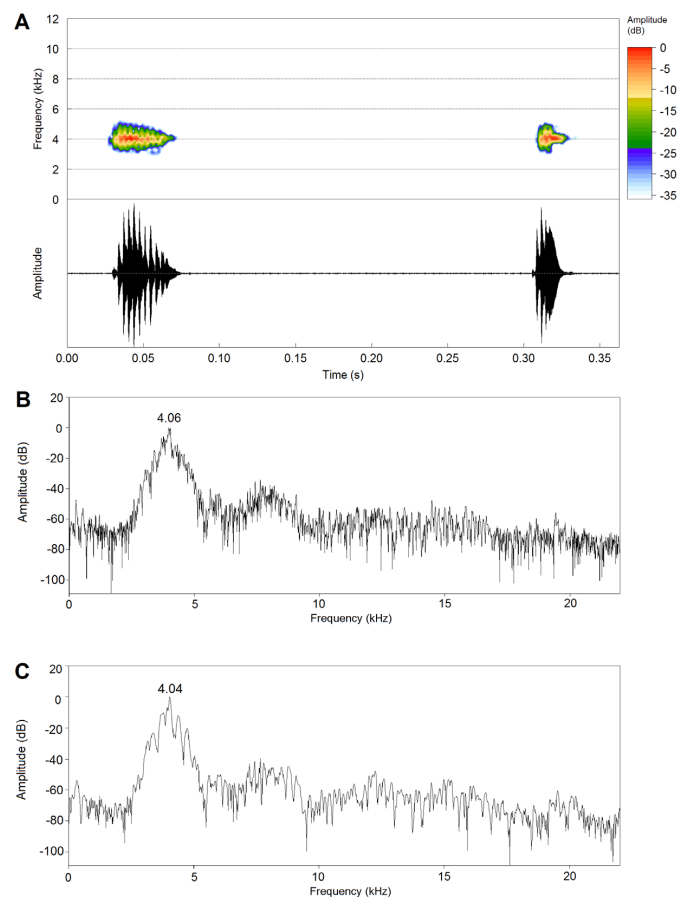 A
Amplitude
(dB)
12
10
8
6
4
2
0
Frequency (kHz)
0
-5
-10
-15
-20
-25
-30
-35
Amplitude
0.00 0.05 0.10 0.15 0.20 0.25 0.30 0.35
Time (s)
B
20
0
-20
-40
-60
-80
-100
Amplitude (dB)
4.06
0 5 10 15 20
Frequency (kHz)
C
20
0
-20
-40
-60
-80
-100
Amplitude (dB)
4.04
0 5 10 15 20
Frequency (kHz)